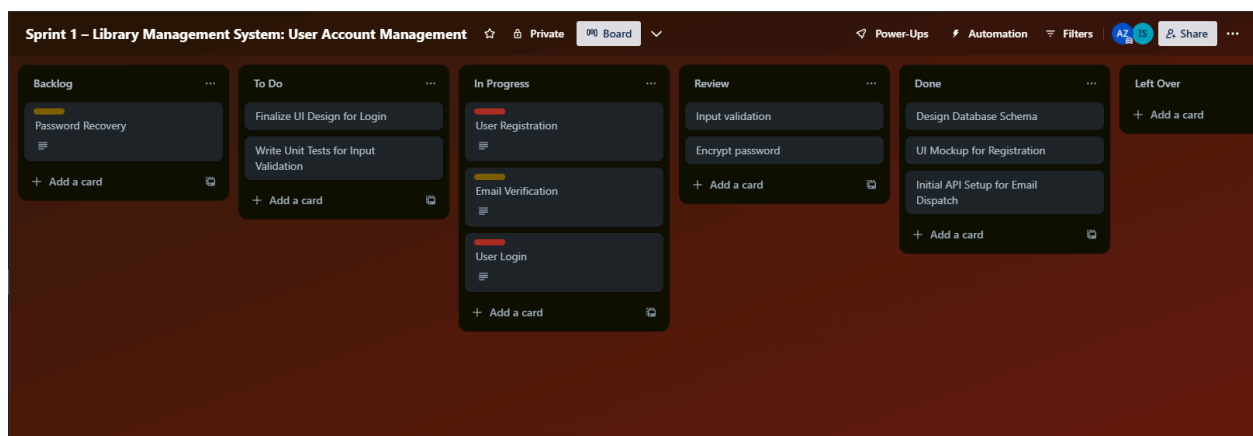 Sprint 1 – Library Management System: User Account Management
Private
Board
Power-Ups
Automation
Filters
AZ
IS
Share
Backlog
Password Recovery
+ Add a card
To Do
Finalize UI Design for Login
Write Unit Tests for Input
Validation
+ Add a card
In Progress
User Registration
Email Verification
User Login
+ Add a card
Review
Input validation
Encrypt password
+ Add a card
Done
Design Database Schema
UI Mockup for Registration
Initial API Setup for Email
Dispatch
+ Add a card
Left Over
+ Add a card